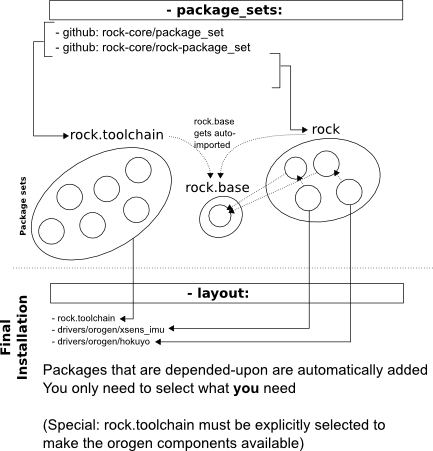 - package_sets:
- github: rock-core/package_set
- github: rock-core/rock-package_set
rock.base
gets auto-
imported
rock.toolchain
rock
rock.base
Package sets
Final
Installation
- layout:
- rock.toolchain
- drivers/orogen/xsens_imu
- drivers/orogen/hokuyo
Packages that are depended-upon are automatically added
You only need to select what you need
(Special: rock.toolchain must be explicitly selected to
make the orogen components available)